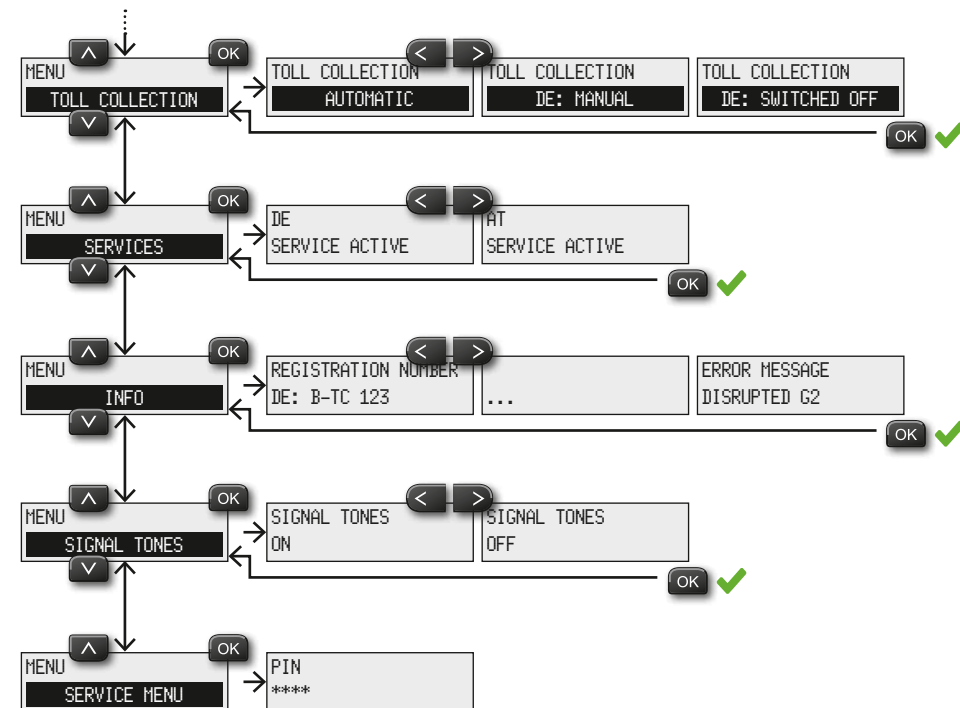 OK
MENU
TOLL COLLECTION
TOLL COLLECTION
AUTOMATIC
TOLL COLLECTION
DE: MANUAL
TOLL COLLECTION
DE: SWITCHED OFF
OK
OK
MENU
SERVICES
DE
SERVICE ACTIVE
AT
SERVICE ACTIVE
OK
OK
MENU
INFO
REGISTRATION NUMBER
DE: B-TC 123
...
ERROR MESSAGE
DISRUPTED G2
OK
OK
MENU
SIGNAL TONES
SIGNAL TONES
ON
SIGNAL TONES
OFF
OK
OK
MENU
SERVICE MENU
PIN
****